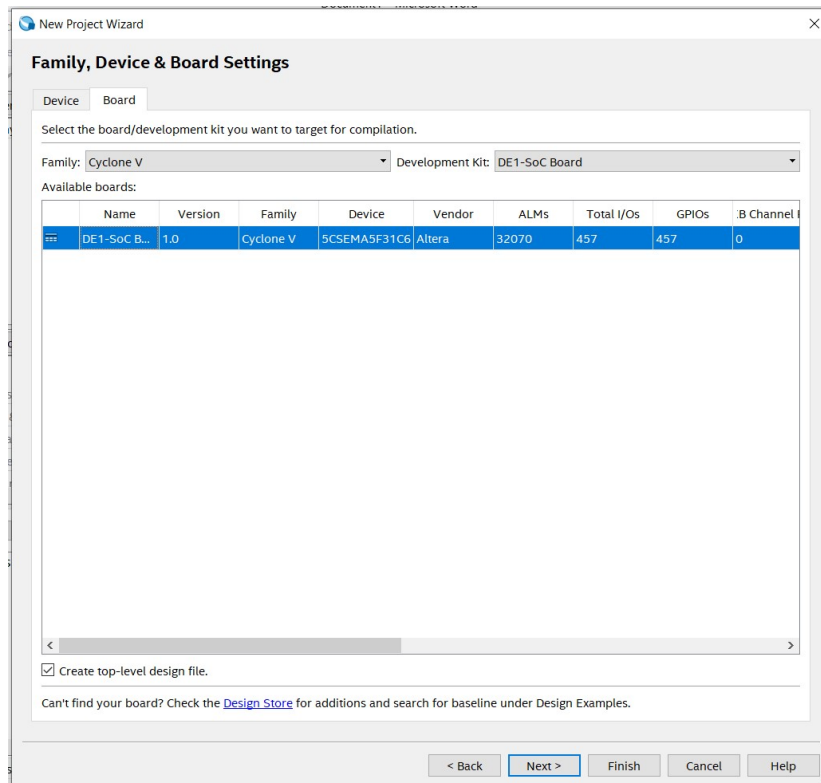 New Project Wizard
Family, Device & Board Settings
Device Board
Select the board/development kit you want to target for compilation.
Family: Cyclone V Development Kit: DE1-SoC Board
Available boards:
Name Version Family Device Vendor ALMs Total I/Os GPIOs
DE1-SoC B... 1.0 Cyclone V 5CSEMA5F31C6 Altera 32070 457 457 0
Create top-level design file.
Can't find your board? Check the Design Store for additions and search for baseline under Design Examples.
< Back Next > Finish Cancel Help